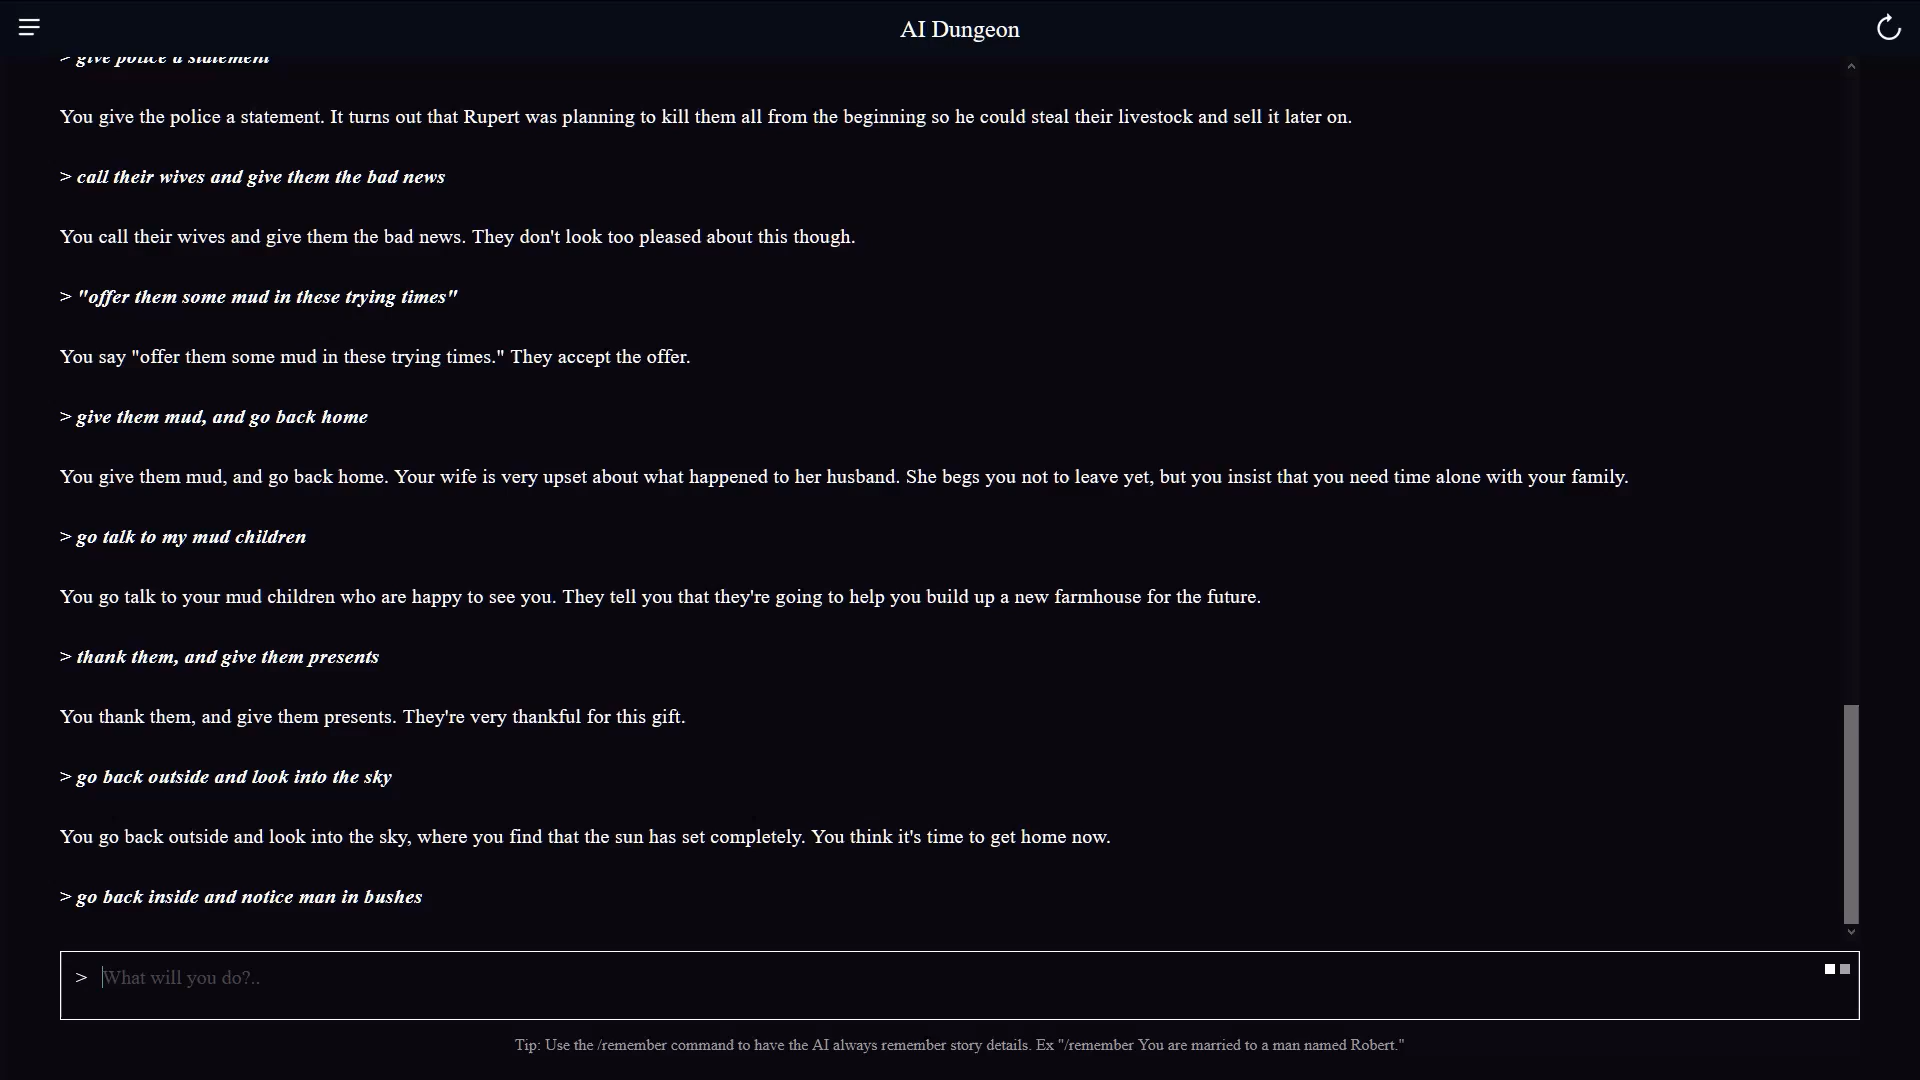 AI Dungeon
> give police a statement
You give the police a statement. It turns out that Rupert was planning to kill them all from the beginning so he could steal their livestock and sell it later on.
> call their wives and give them the bad news
You call their wives and give them the bad news. They don't look too pleased about this though.
> "offer them some mud in these trying times"
You say "offer them some mud in these trying times." They accept the offer.
> give them mud, and go back home
You give them mud, and go back home. Your wife is very upset about what happened to her husband. She begs you not to leave yet, but you insist that you need time alone with your family.
> go talk to my mud children
You go talk to your mud children who are happy to see you. They tell you that they're going to help you build up a new farmhouse for the future.
> thank them, and give them presents
You thank them, and give them presents. They're very thankful for this gift.
> go back outside and look into the sky
You go back outside and look into the sky, where you find that the sun has set completely. You think it's time to get home now.
> go back inside and notice man in bushes
> What will you do?..
Tip: Use the /remember command to have the AI always remember story details. Ex "/remember You are married to a man named Robert."